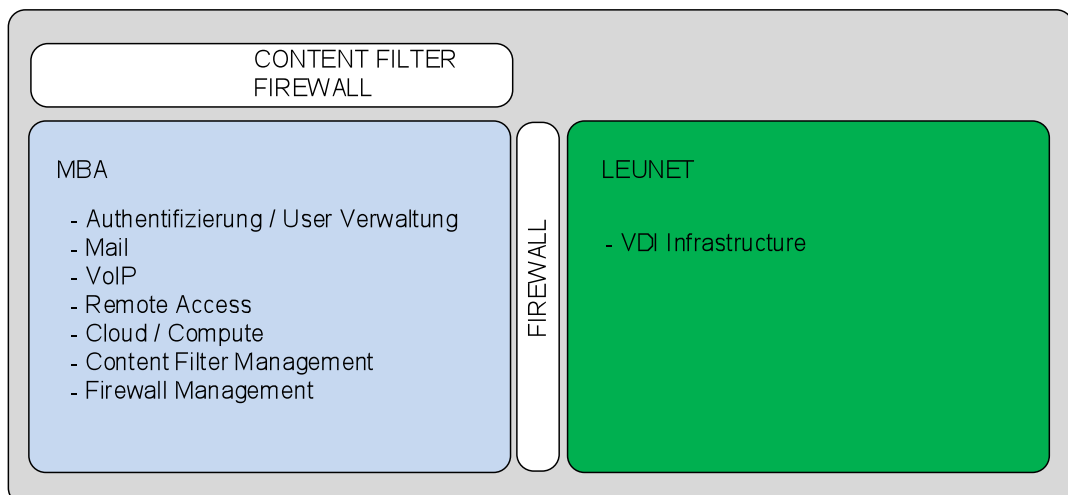 CONTENT FILTER
FIREWALL
MBA
- Authentifizierung / User Verwaltung
- Mail
- VoIP
- Remote Access
- Cloud / Compute
- Content Filter Management
- Firewall Management
FIREWALL
LEUNET
- VDI Infrastructure